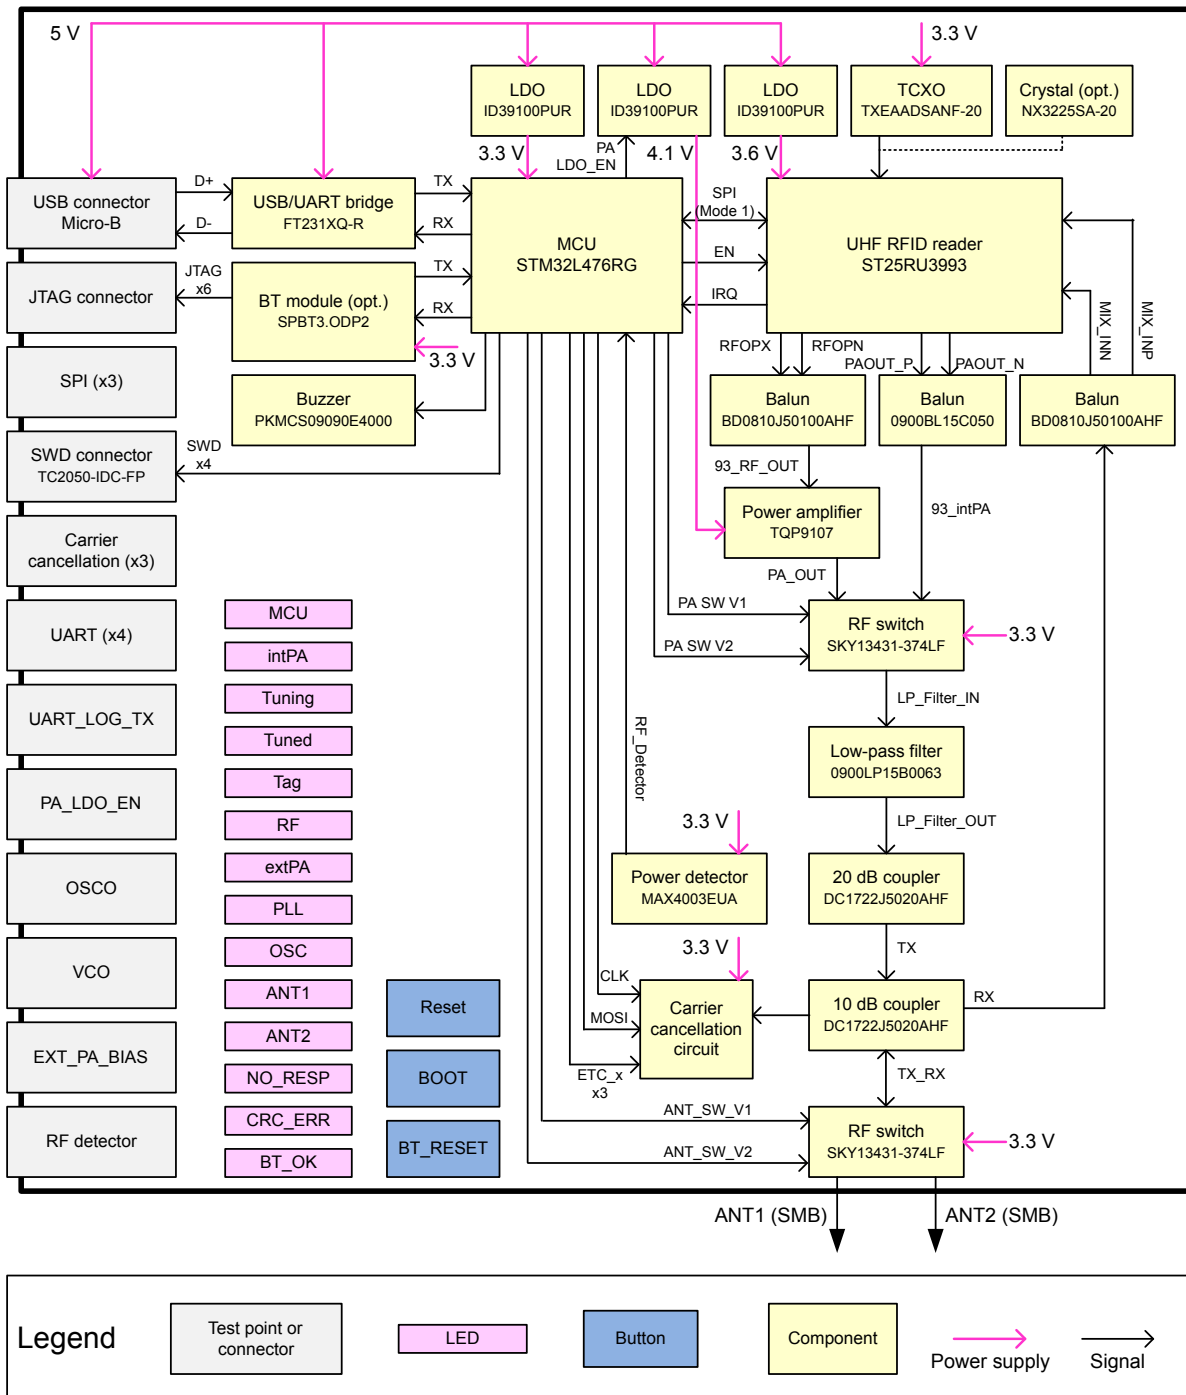 5 V
3.3 V
LDO
ID39100PUR
LDO
ID39100PUR
LDO
ID39100PUR
TCXO
TXEAADSANF-20
Crystal (opt.)
NX3225SA-20
3.3 V
PA
LDO_EN
4.1 V
3.6 V
USB connector
Micro-B
D+
D-
USB/UART bridge
FT231XQ-R
TX
RX
MCU
STM32L476RG
SPI
(Mode 1)
EN
IRQ
UHF RFID reader
ST25RU3993
JTAG connector
JTAG
x6
BT module (opt.)
SPBT3.ODP2
TX
RX
3.3 V
MIX_INN
MIX_INP
RFOPX
RFOPN
PAOUT_P
PAOUT_N
SPI (x3)
Buzzer
PKMCS09090E4000
Balun
BD0810J50100AHF
Balun
0900BL15C050
Balun
BD0810J50100AHF
SWD connector
TC2050-IDC-FP
SWD
x4
93_RF_OUT
Power amplifier
TQP9107
93_intPA
Carrier
cancellation (x3)
PA_OUT
UART (x4)
MCU
intPA
PA SW V1
PA SW V2
RF switch
SKY13431-374LF
3.3 V
UART_LOG_TX
Tuning
Tuned
RF_Detector
LP_Filter_IN
Low-pass filter
0900LP15B0063
PA_LDO_EN
Tag
RF
3.3 V
LP_Filter_OUT
OSCO
extPA
PLL
Power detector
MAX4003EUA
20 dB coupler
DC1722J5020AHF
VCO
OSC
ANT1
3.3 V
TX
Reset
CLK
MOSI
ETC_x
x3
Carrier
cancellation
circuit
10 dB coupler
DC1722J5020AHF
RX
EXT_PA_BIAS
ANT2
NO_RESP
BOOT
TX_RX
RF detector
CRC_ERR
BT_OK
BT_RESET
ANT_SW_V1
ANT_SW_V2
RF switch
SKY13431-374LF
3.3 V
ANT1 (SMB)
ANT2 (SMB)
Legend
Test point or
connector
LED
Button
Component
Power supply
Signal